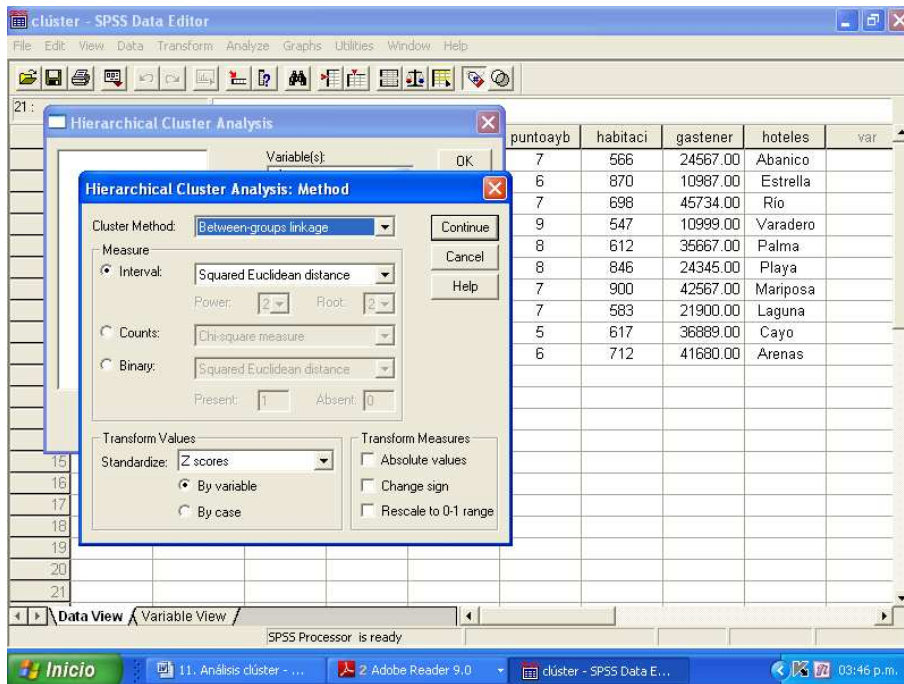 clúster - SPSS Data Editor
File Edit View Data Transform Analyze Graphs Utilities Window Help
21 :
Hierarchical Cluster Analysis
Variable(s):
OK
Hierarchical Cluster Analysis: Method
Cluster Method: Between-groups linkage
Continue
Cancel
Help
Measure
Interval: Squared Euclidean distance
Power: 2 Root: 2
Counts: Chi-square measure
Binary: Squared Euclidean distance
Present: 1 Absent: 0
Transform Values
Standardize: Z scores
By variable
By case
Transform Measures
Absolute values
Change sign
Rescale to 0-1 range
puntoayb habitaci gastener hoteles var
7 566 24567.00 Abanico
6 870 10987.00 Estrella
7 698 45734.00 Río
9 547 10999.00 Varadero
8 612 35667.00 Palma
8 846 24345.00 Playa
7 900 42567.00 Mariposa
7 583 21900.00 Laguna
5 617 36889.00 Cayo
6 712 41680.00 Arenas
15
16
17
18
19
20
21
Data View Variable View
SPSS Processor is ready
Inicio
11. Análisis clúster - ...
2 Adobe Reader 9.0
clúster - SPSS Data E...
03:46 p.m.